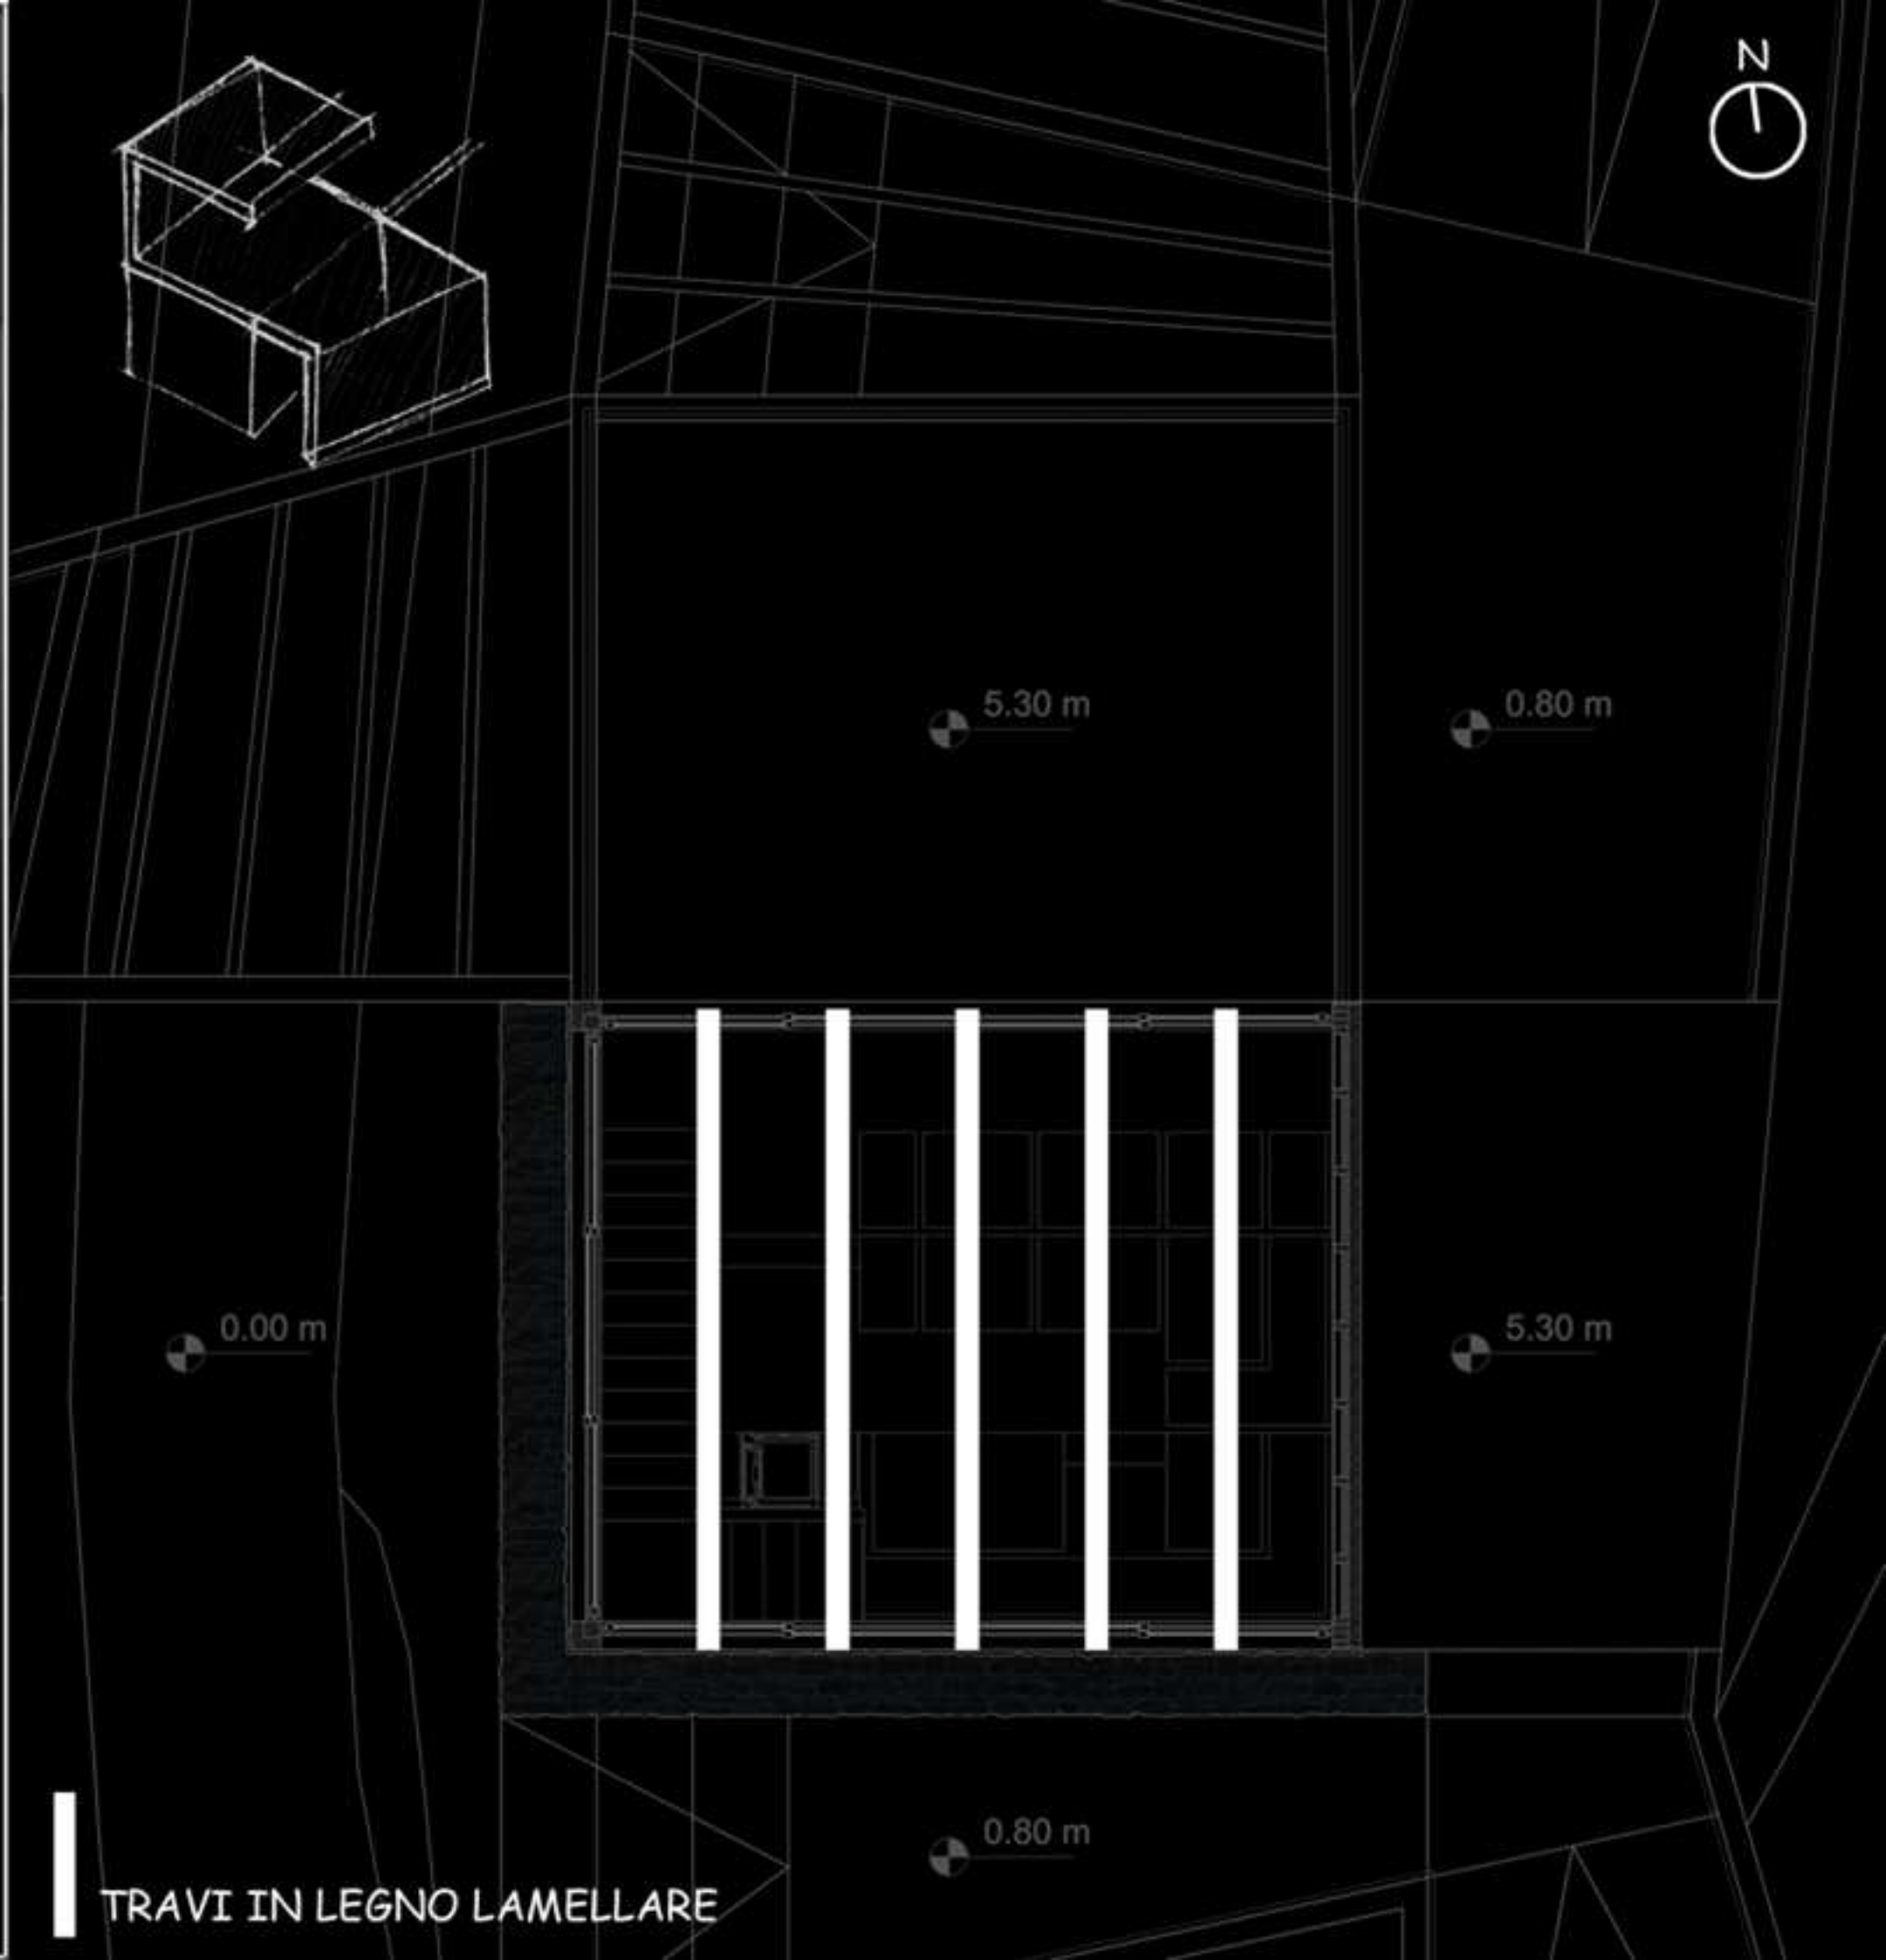 N
5.30 m
0.80 m
0.00 m
5.30 m
0.80 m
TRAVI IN LEGNO LAMELLARE